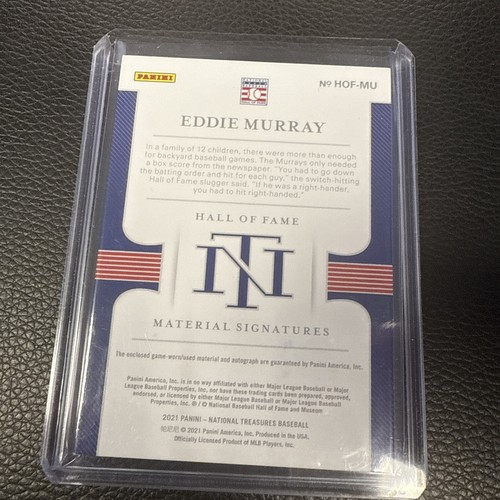 PANINI
№ HOF-MU
EDDIE MURRAY
In a family of 12 children, there were more than enough
for backyard baseball games. The Murrays only needed
a box score from the newspaper. "You had to go down
the batting order and hit for each guy," the switch-hitting
Hall of Fame slugger said. "If he was a right-hander,
you had to hit right-handed."
HALL OF FAME
NT
MATERIAL SIGNATURES
The enclosed game-worn/used material and autograph are guaranteed by Panini America, Inc.
Panini America, Inc. is in no way affiliated with either Major League Baseball or Major
League Baseball Properties, Inc. nor have these trading cards been prepared, approved,
endorsed, or licensed by either Major League Baseball or Major League Baseball
Properties, Inc. ® / © National Baseball Hall of Fame and Museum
2021 PANINI – NATIONAL TREASURES BASEBALL
帕尼尼 © 2021 Panini America, Inc. Produced in the USA.
Officially Licensed Product of MLB Players, Inc.